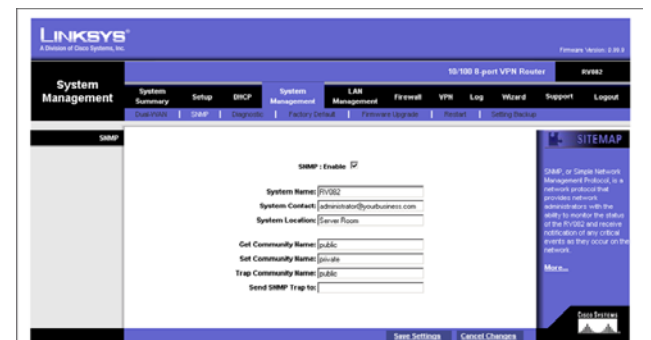 LINKSYS®
A Division of Cisco Systems, Inc.
Firmware Version:
10/100 8-port VPN Router
RV082
System Management
System Summary
Setup
DHCP
System Management
LAN Management
Firewall
VPN
Log
Wizard
Support
Logout
Dual-WAN | SNMP | Diagnostic | Factory Default | Firmware Upgrade | Restart | Setting Backup
SNMP
SITEMAP
SNMP : Enable
System Name: RV082
System Contact: administrator@yourbusiness.com
System Location: Server Room
Get Community Name: public
Set Community Name: private
Trap Community Name: public
Send SNMP Trap to:
SNMP, or Simple Network
Management Protocol, is a
network protocol that
provides network
administrators with the
ability to monitor the status
of the RV082 and receive
notification of any critical
events as they occur on the
network.
More...
Cisco Systems
Save Settings
Cancel Changes